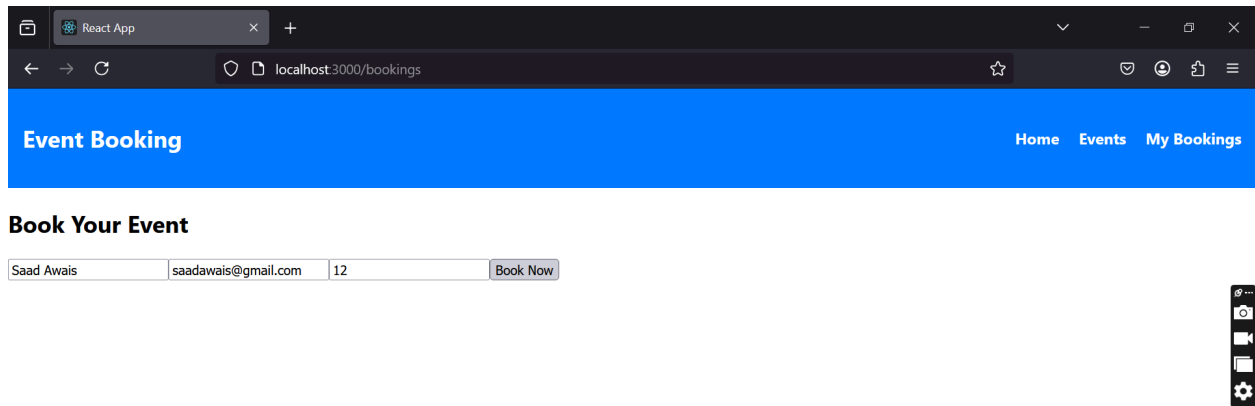 React App
localhost:3000/bookings
Event Booking
Home Events My Bookings
Book Your Event
Saad Awais saadawais@gmail.com 12 Book Now